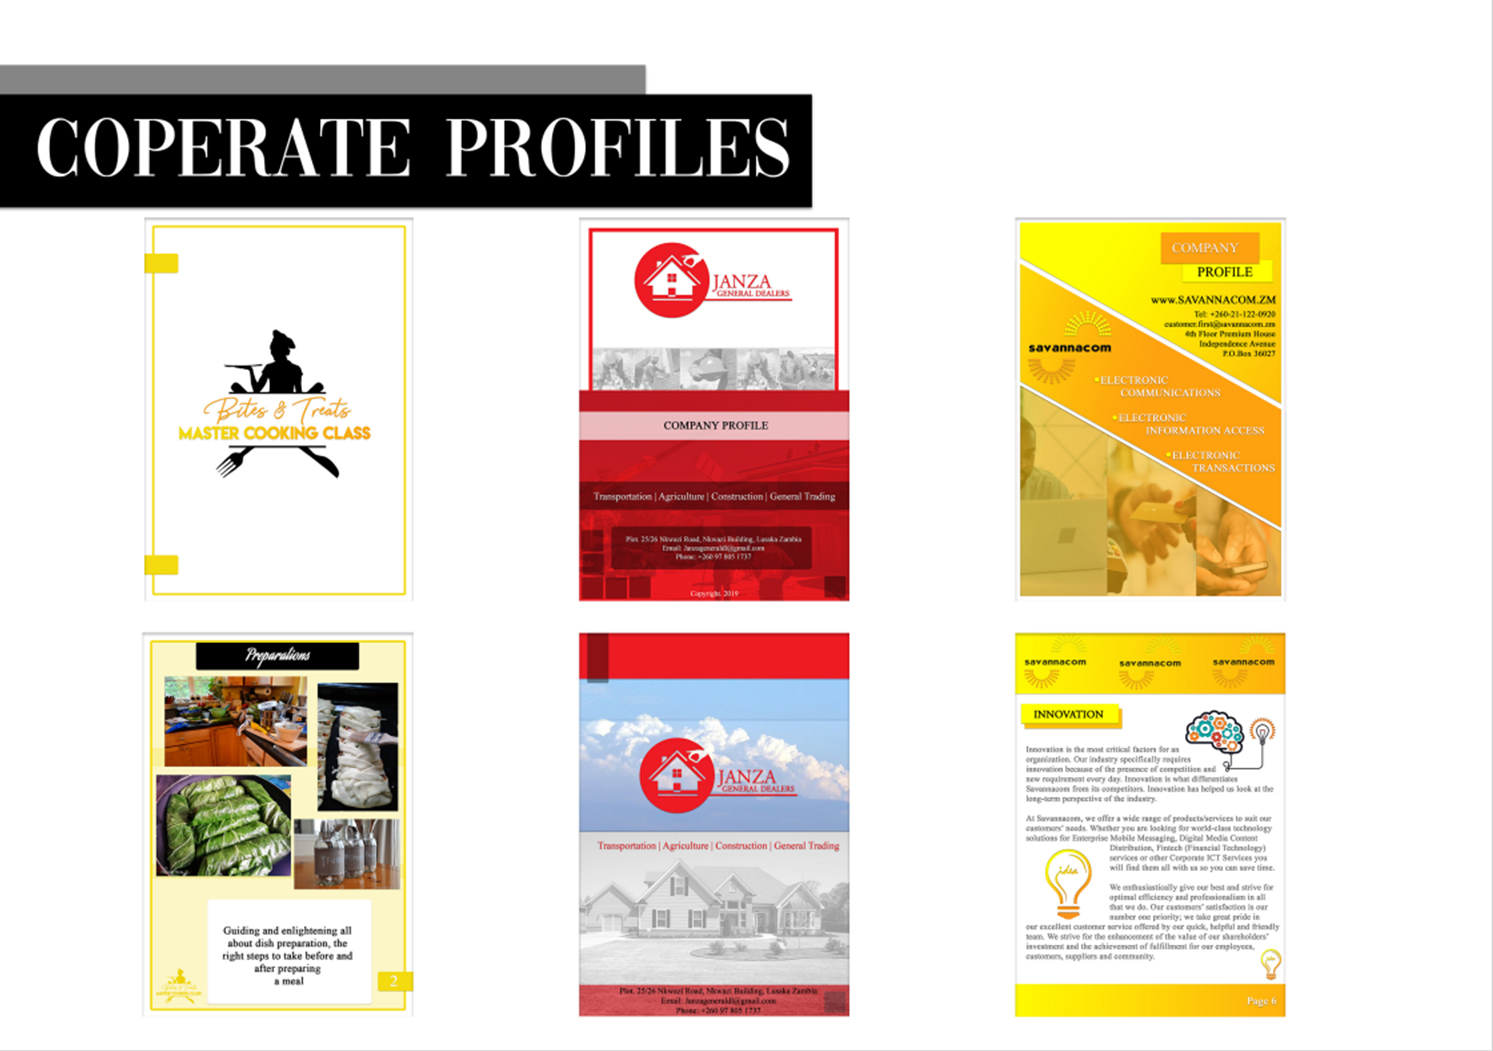 COPERATE PROFILES
Bites & Treats
MASTER COOKING CLASS
JANZA
GENERAL DEALERS
COMPANY PROFILE
Transportation | Agriculture | Construction | General Trading
Plot. 25/26 Nkwazi Road, Nkwazi Building, Lusaka Zambia
Email: Janzageneraldl@gmail.com
Phone: +260 97 805 1737
Copyright, 2019
COMPANY
PROFILE
www.SAVANNACOM.ZM
Tel: +260-21-122-0920
customer.first@savannacom.zm
4th Floor Premium House
Independence Avenue
P.O.Box 36027
savannacom
•ELECTRONIC
COMMUNICATIONS
•ELECTRONIC
INFORMATION ACCESS
•ELECTRONIC
TRANSACTIONS
Preparations
Guiding and enlightening all
about dish preparation, the
right steps to take before and
after preparing
a meal
Bites & Treats
MASTER COOKING CLASS
2
JANZA
GENERAL DEALERS
Transportation | Agriculture | Construction | General Trading
Plot. 25/26 Nkwazi Road, Nkwazi Building, Lusaka Zambia
Email: Janzageneraldl@gmail.com
Phone: +260 97 805 1737
savannacom savannacom savannacom
INNOVATION
Innovation is the most critical factors for an
organization. Our industry specifically requires
innovation because of the presence of competition and
new requirement every day. Innovation is what differentiates
Savannacom from its competitors. Innovation has helped us look at the
long-term perspective of the industry.
At Savannacom, we offer a wide range of products/services to suit our
customers' needs. Whether you are looking for world-class technology
solutions for Enterprise Mobile Messaging, Digital Media Content
Distribution, Fintech (Financial Technology)
services or other Corporate ICT Services you
will find them all with us so you can save time.
idea
We enthusiastically give our best and strive for
optimal efficiency and professionalism in all
that we do. Our customers' satisfaction is our
number one priority; we take great pride in
our excellent customer service offered by our quick, helpful and friendly
team. We strive for the enhancement of the value of our shareholders'
investment and the achievement of fulfillment for our employees,
customers, suppliers and community.
Page 6